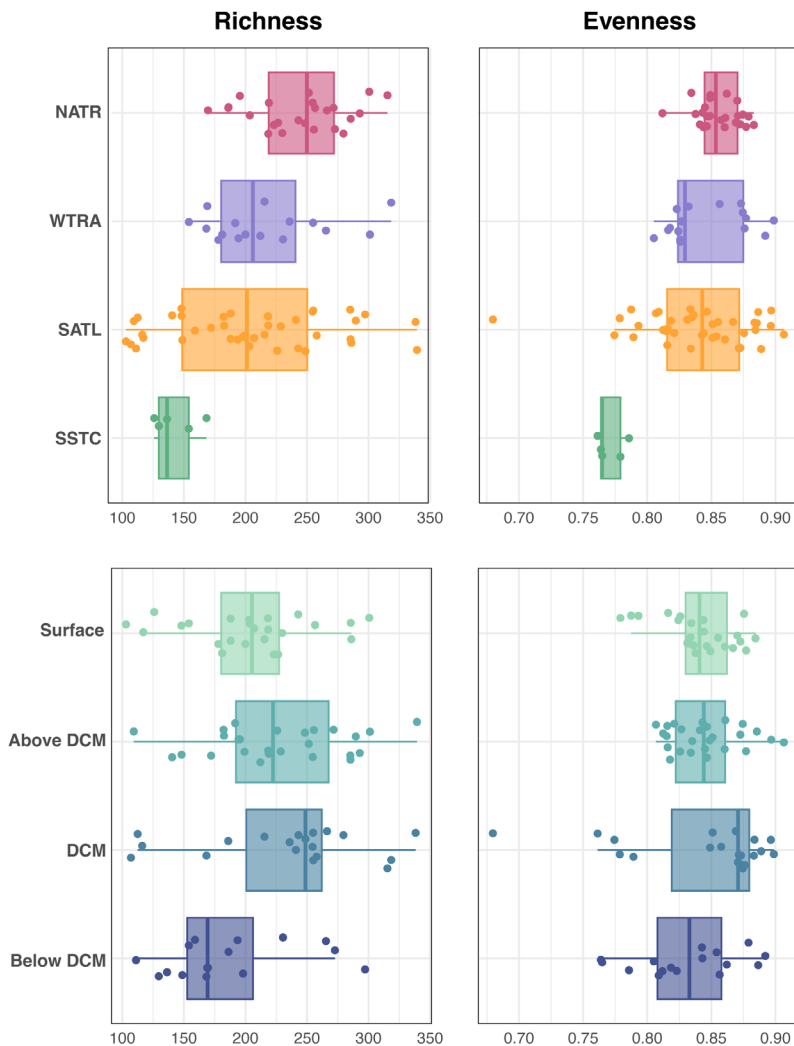 Richness Evenness
NATR
WTRA
SATL
SSTC
100 150 200 250 300 350 0.70 0.75 0.80 0.85 0.90
Surface
Above DCM
DCM
Below DCM
100 150 200 250 300 350 0.70 0.75 0.80 0.85 0.90